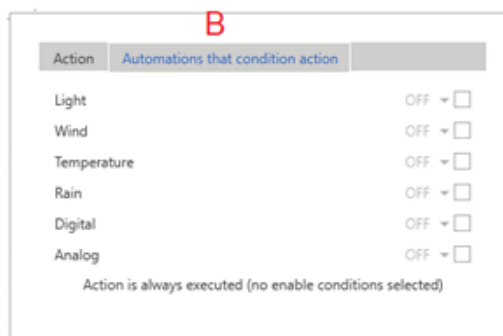 B
Action Automations that condition action
Light OFF
Wind OFF
Temperature OFF
Rain OFF
Digital OFF
Analog OFF
Action is always executed (no enable conditions selected)